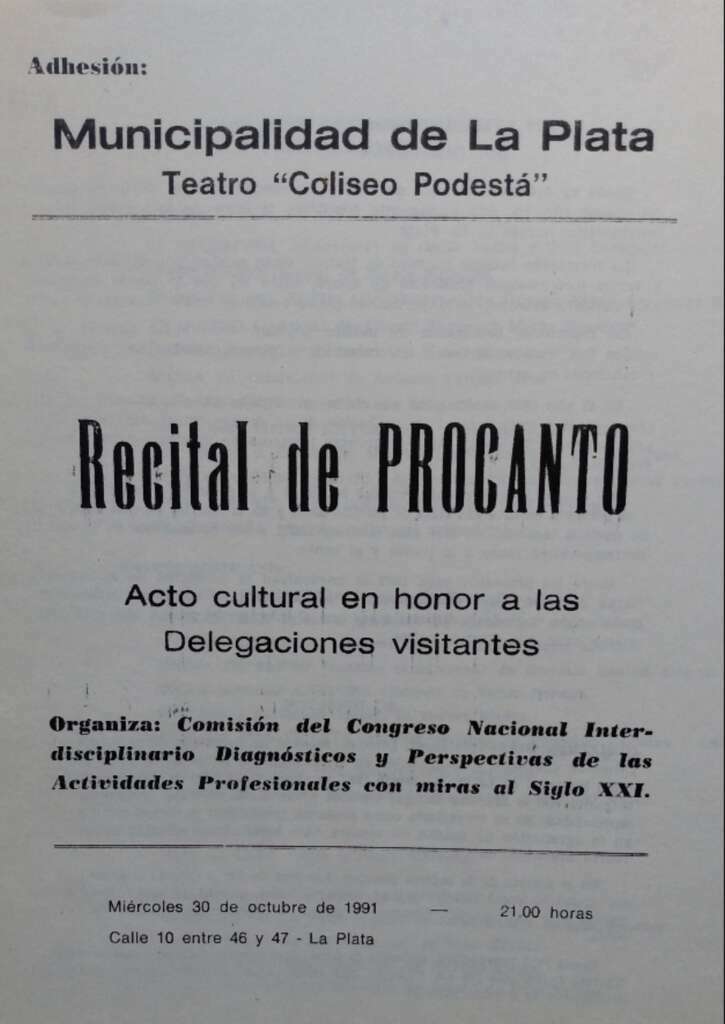 Adhesión:
Municipalidad de La Plata
Teatro “Coliseo Podestá”
Recital de PROCANTO
Acto cultural en honor a las
Delegaciones visitantes
Organiza: Comisión del Congreso Nacional Inter-
disciplinario Diagnósticos y Perspectivas de las
Actividades Profesionales con miras al Siglo XXI.
Miércoles 30 de octubre de 1991 — 21.00 horas
Calle 10 entre 46 y 47 - La Plata